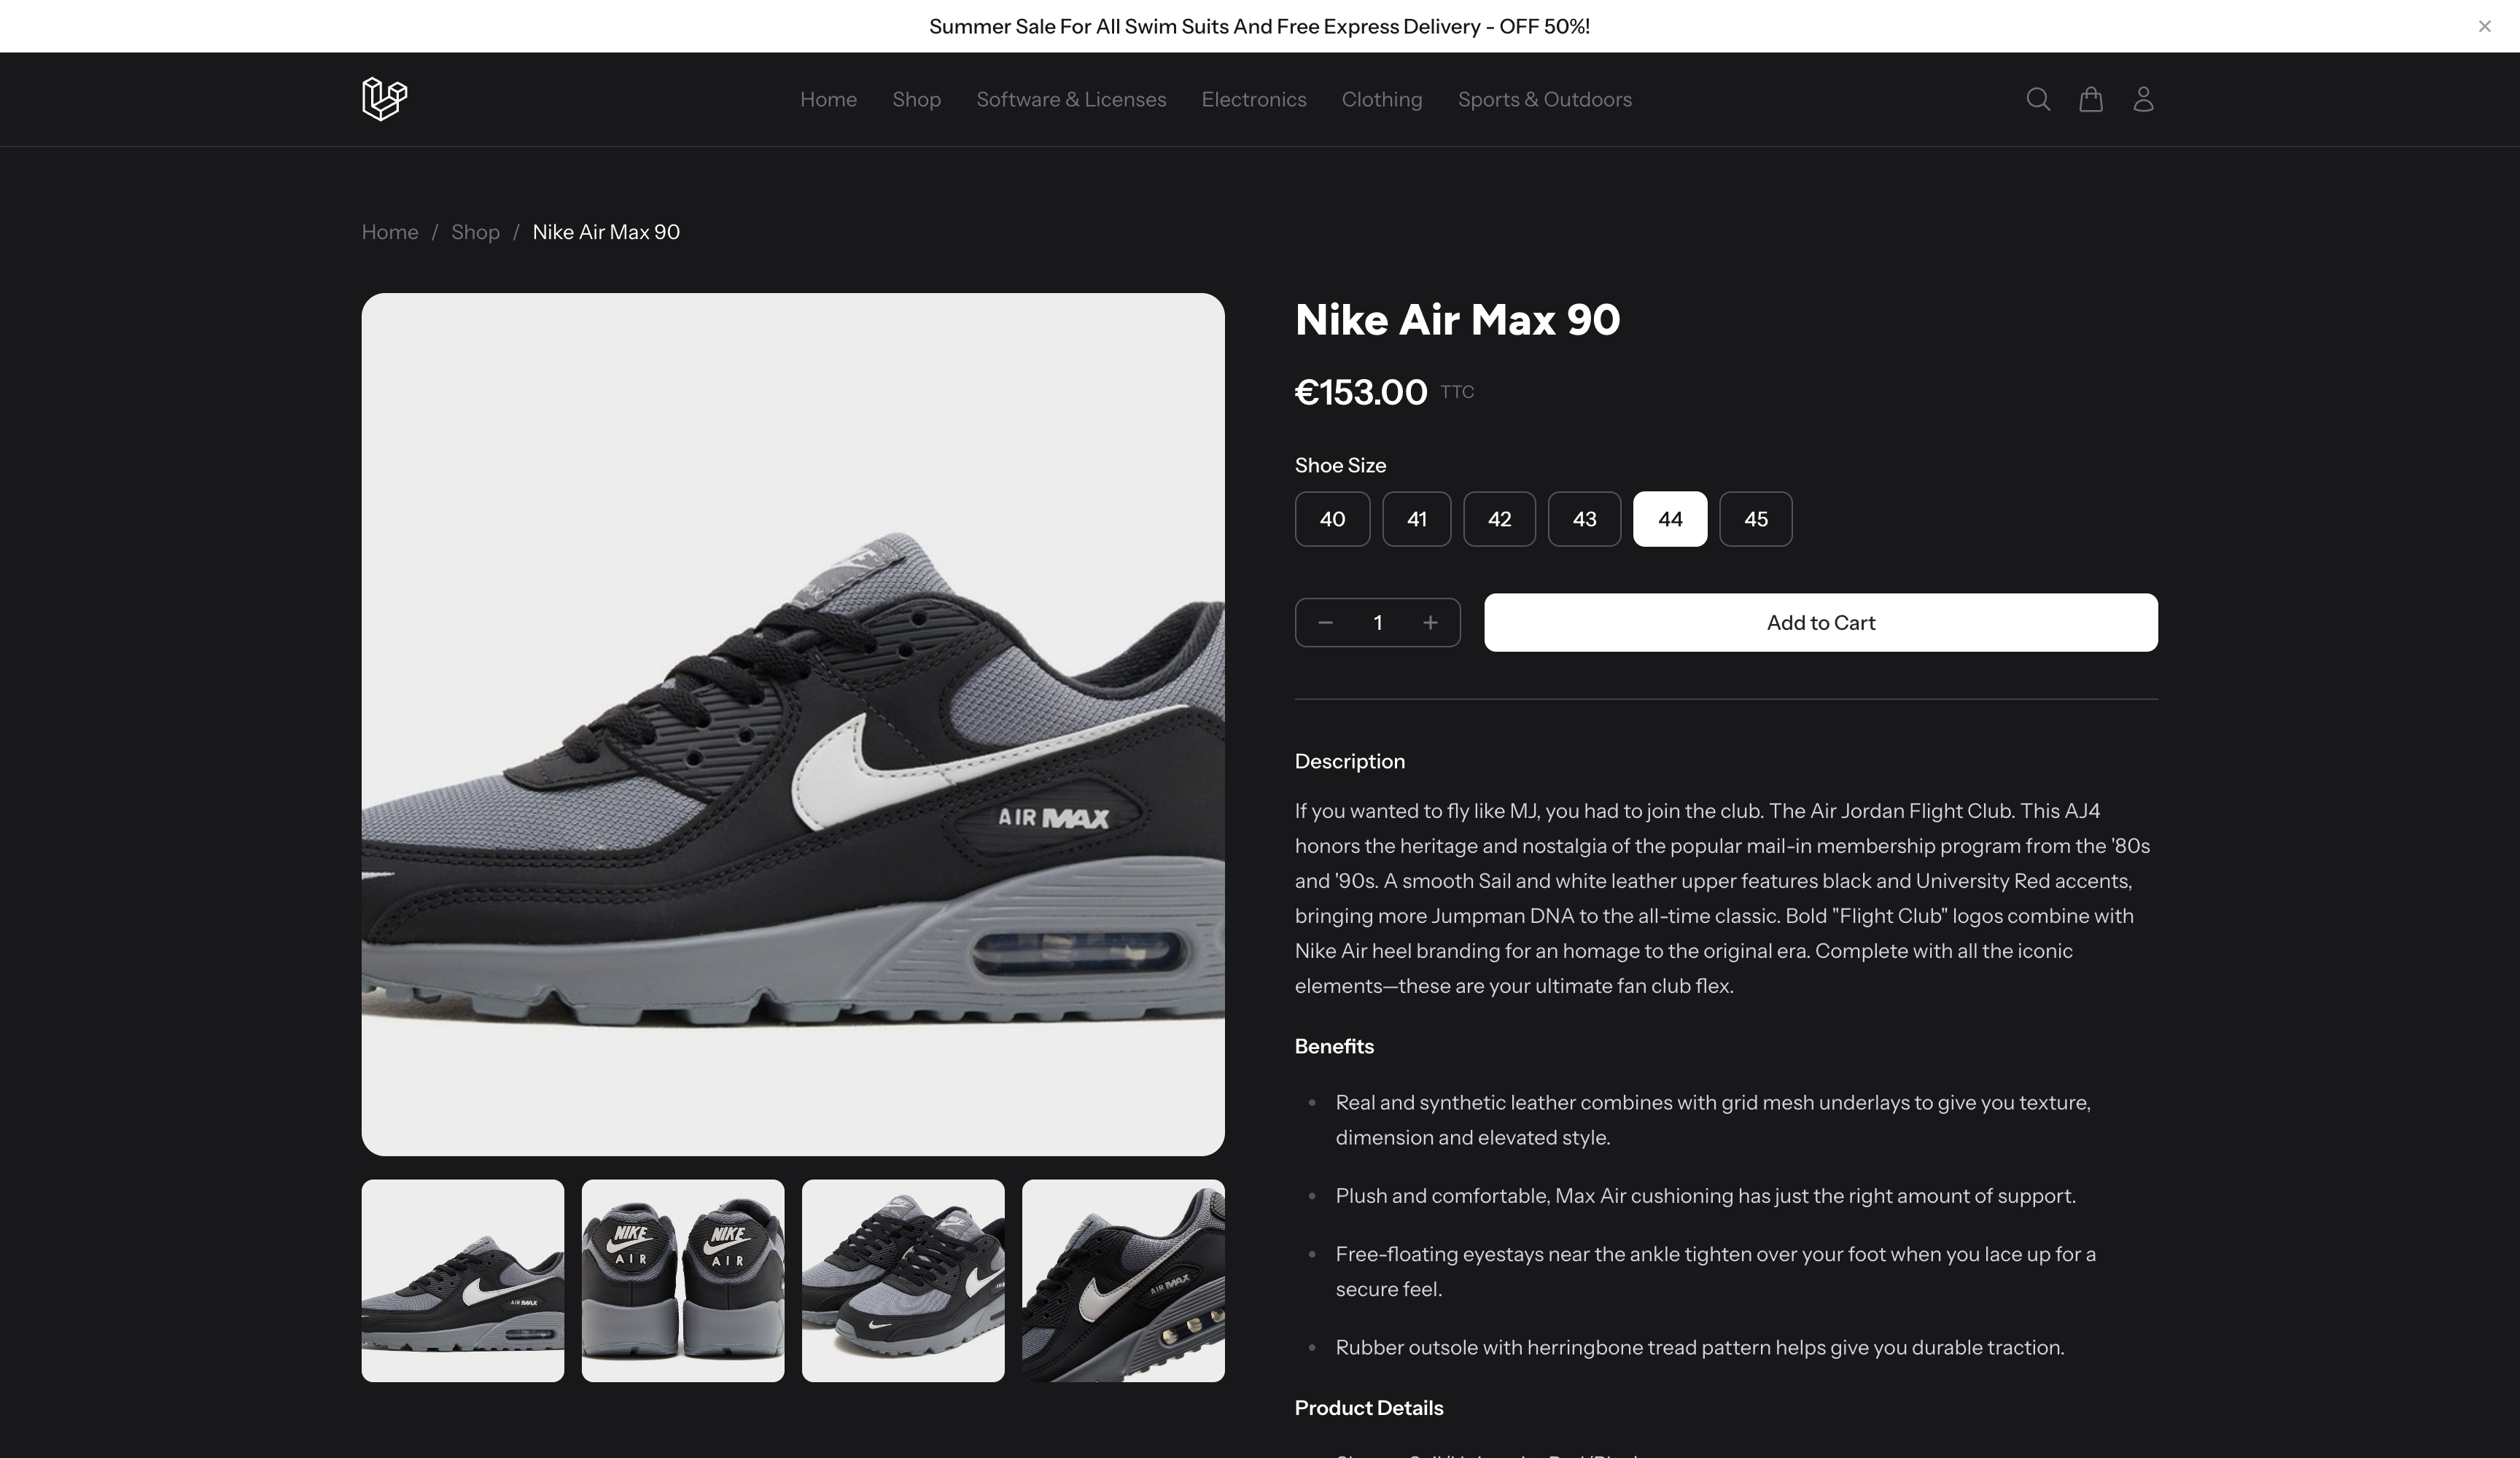 Summer Sale For All Swim Suits And Free Express Delivery - OFF 50%!
Home Shop Software & Licenses Electronics Clothing Sports & Outdoors
Home / Shop / Nike Air Max 90
Nike Air Max 90
€153.00 TTC
Shoe Size
40 41 42 43 44 45
1 Add to Cart
AIR MAX
Description
If you wanted to fly like MJ, you had to join the club. The Air Jordan Flight Club. This AJ4
honors the heritage and nostalgia of the popular mail-in membership program from the '80s
and '90s. A smooth Sail and white leather upper features black and University Red accents,
bringing more Jumpman DNA to the all-time classic. Bold "Flight Club" logos combine with
Nike Air heel branding for an homage to the original era. Complete with all the iconic
elements—these are your ultimate fan club flex.
Benefits
Real and synthetic leather combines with grid mesh underlays to give you texture,
dimension and elevated style.
Plush and comfortable, Max Air cushioning has just the right amount of support.
Free-floating eyestays near the ankle tighten over your foot when you lace up for a
secure feel.
Rubber outsole with herringbone tread pattern helps give you durable traction.
Product Details
AIR MAX
NIKE
AIR
NIKE
AIR
AIR MAX